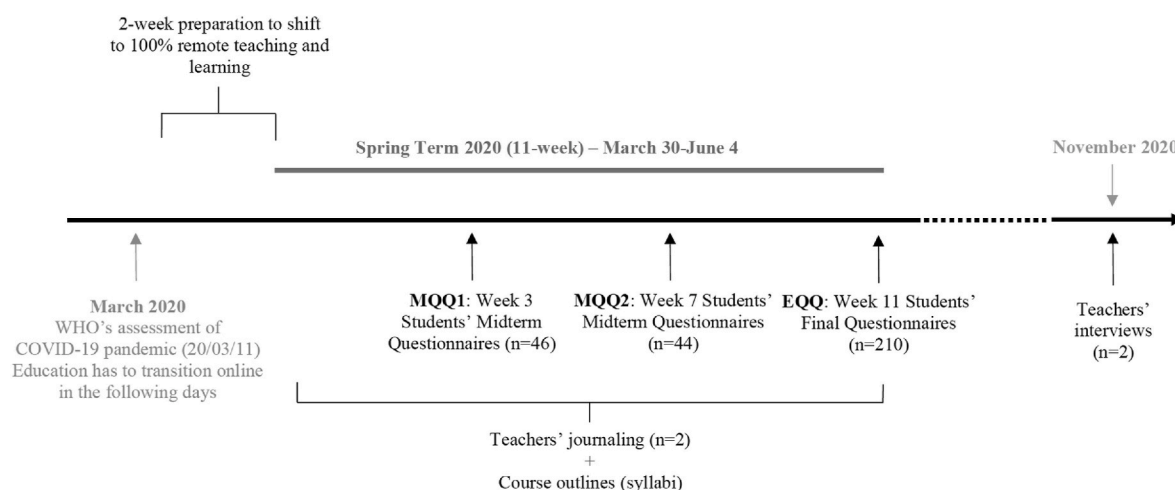 2-week preparation to shift
to 100% remote teaching and
learning
Spring Term 2020 (11-week) – March 30-June 4
November 2020
March 2020
WHO's assessment of
COVID-19 pandemic (20/03/11)
Education has to transition online
in the following days
MQQ1: Week 3
Students' Midterm
Questionnaires (n=46)
MQQ2: Week 7 Students'
Midterm Questionnaires
(n=44)
EQQ: Week 11 Students'
Final Questionnaires
(n=210)
Teachers'
interviews
(n=2)
Teachers' journaling (n=2)
+
Course outlines (syllabi)